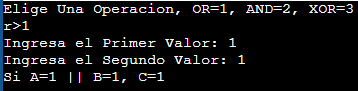 Elige Una Operacion, OR=1, AND=2, XOR=3
r>1
Ingresa el Primer Valor: 1
Ingresa el Segundo Valor: 1
Si A=1 || B=1, C=1